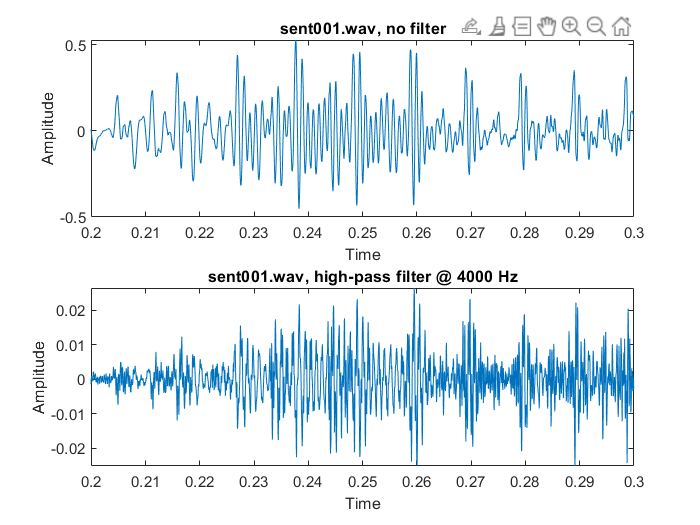 sent001.wav, no filter
0.5
0
-0.5
Amplitude
0.2 0.21 0.22 0.23 0.24 0.25 0.26 0.27 0.28 0.29 0.3
Time
sent001.wav, high-pass filter @ 4000 Hz
0.02
0.01
0
-0.01
-0.02
Amplitude
0.2 0.21 0.22 0.23 0.24 0.25 0.26 0.27 0.28 0.29 0.3
Time